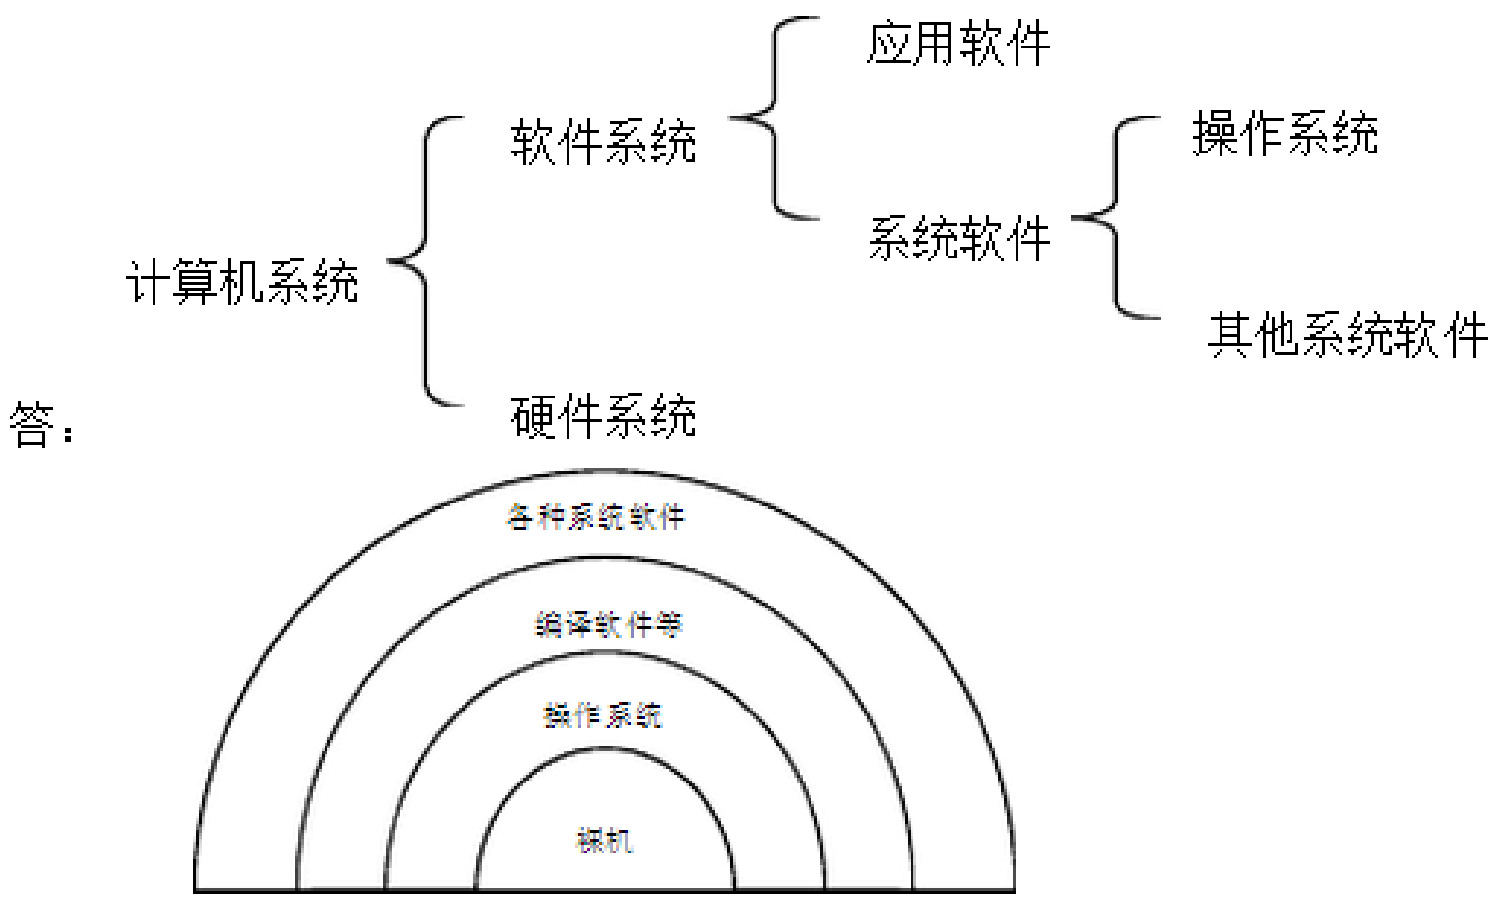 应用软件
操作系统
软件系统
系统软件
计算机系统
其他系统软件
硬件系统
答：
各种系统软件
编译软件等
操作系统
裸机